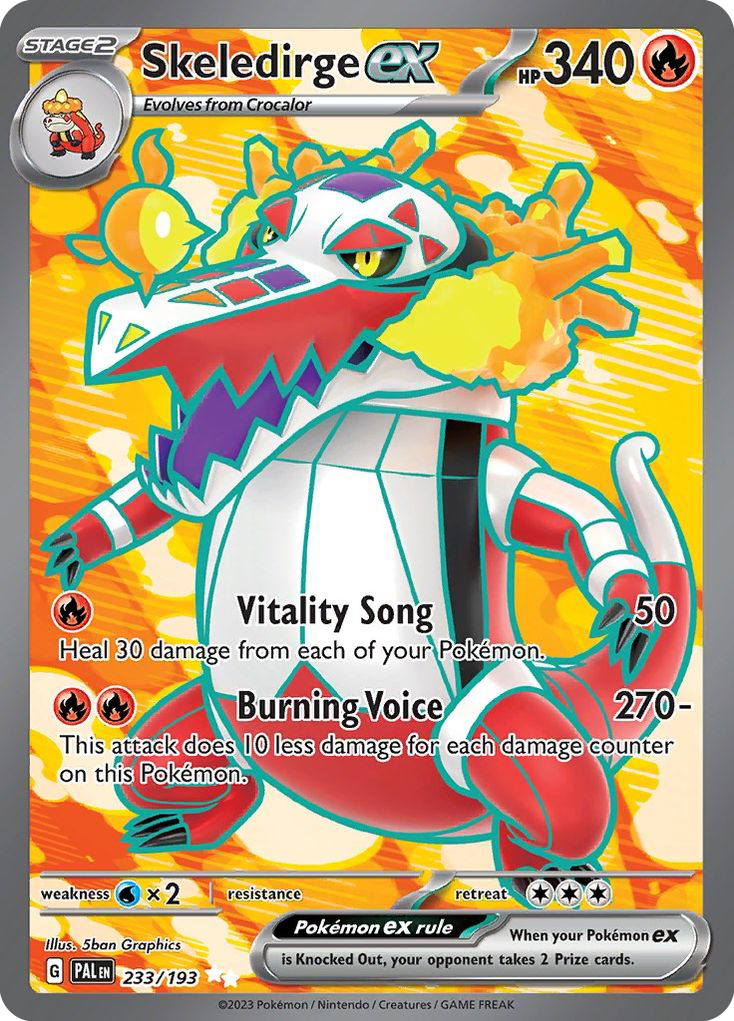 STAGE2
Skeledirge ex
HP 340
Evolves from Crocalor
Vitality Song 50
Heal 30 damage from each of your Pokémon.
Burning Voice 270-
This attack does 10 less damage for each damage counter
on this Pokémon.
weakness ×2 resistance retreat
Illus. 5ban Graphics
Pokémon ex rule When your Pokémon ex
is Knocked Out, your opponent takes 2 Prize cards.
G PAL EN 233/193
©2023 Pokémon / Nintendo / Creatures / GAME FREAK